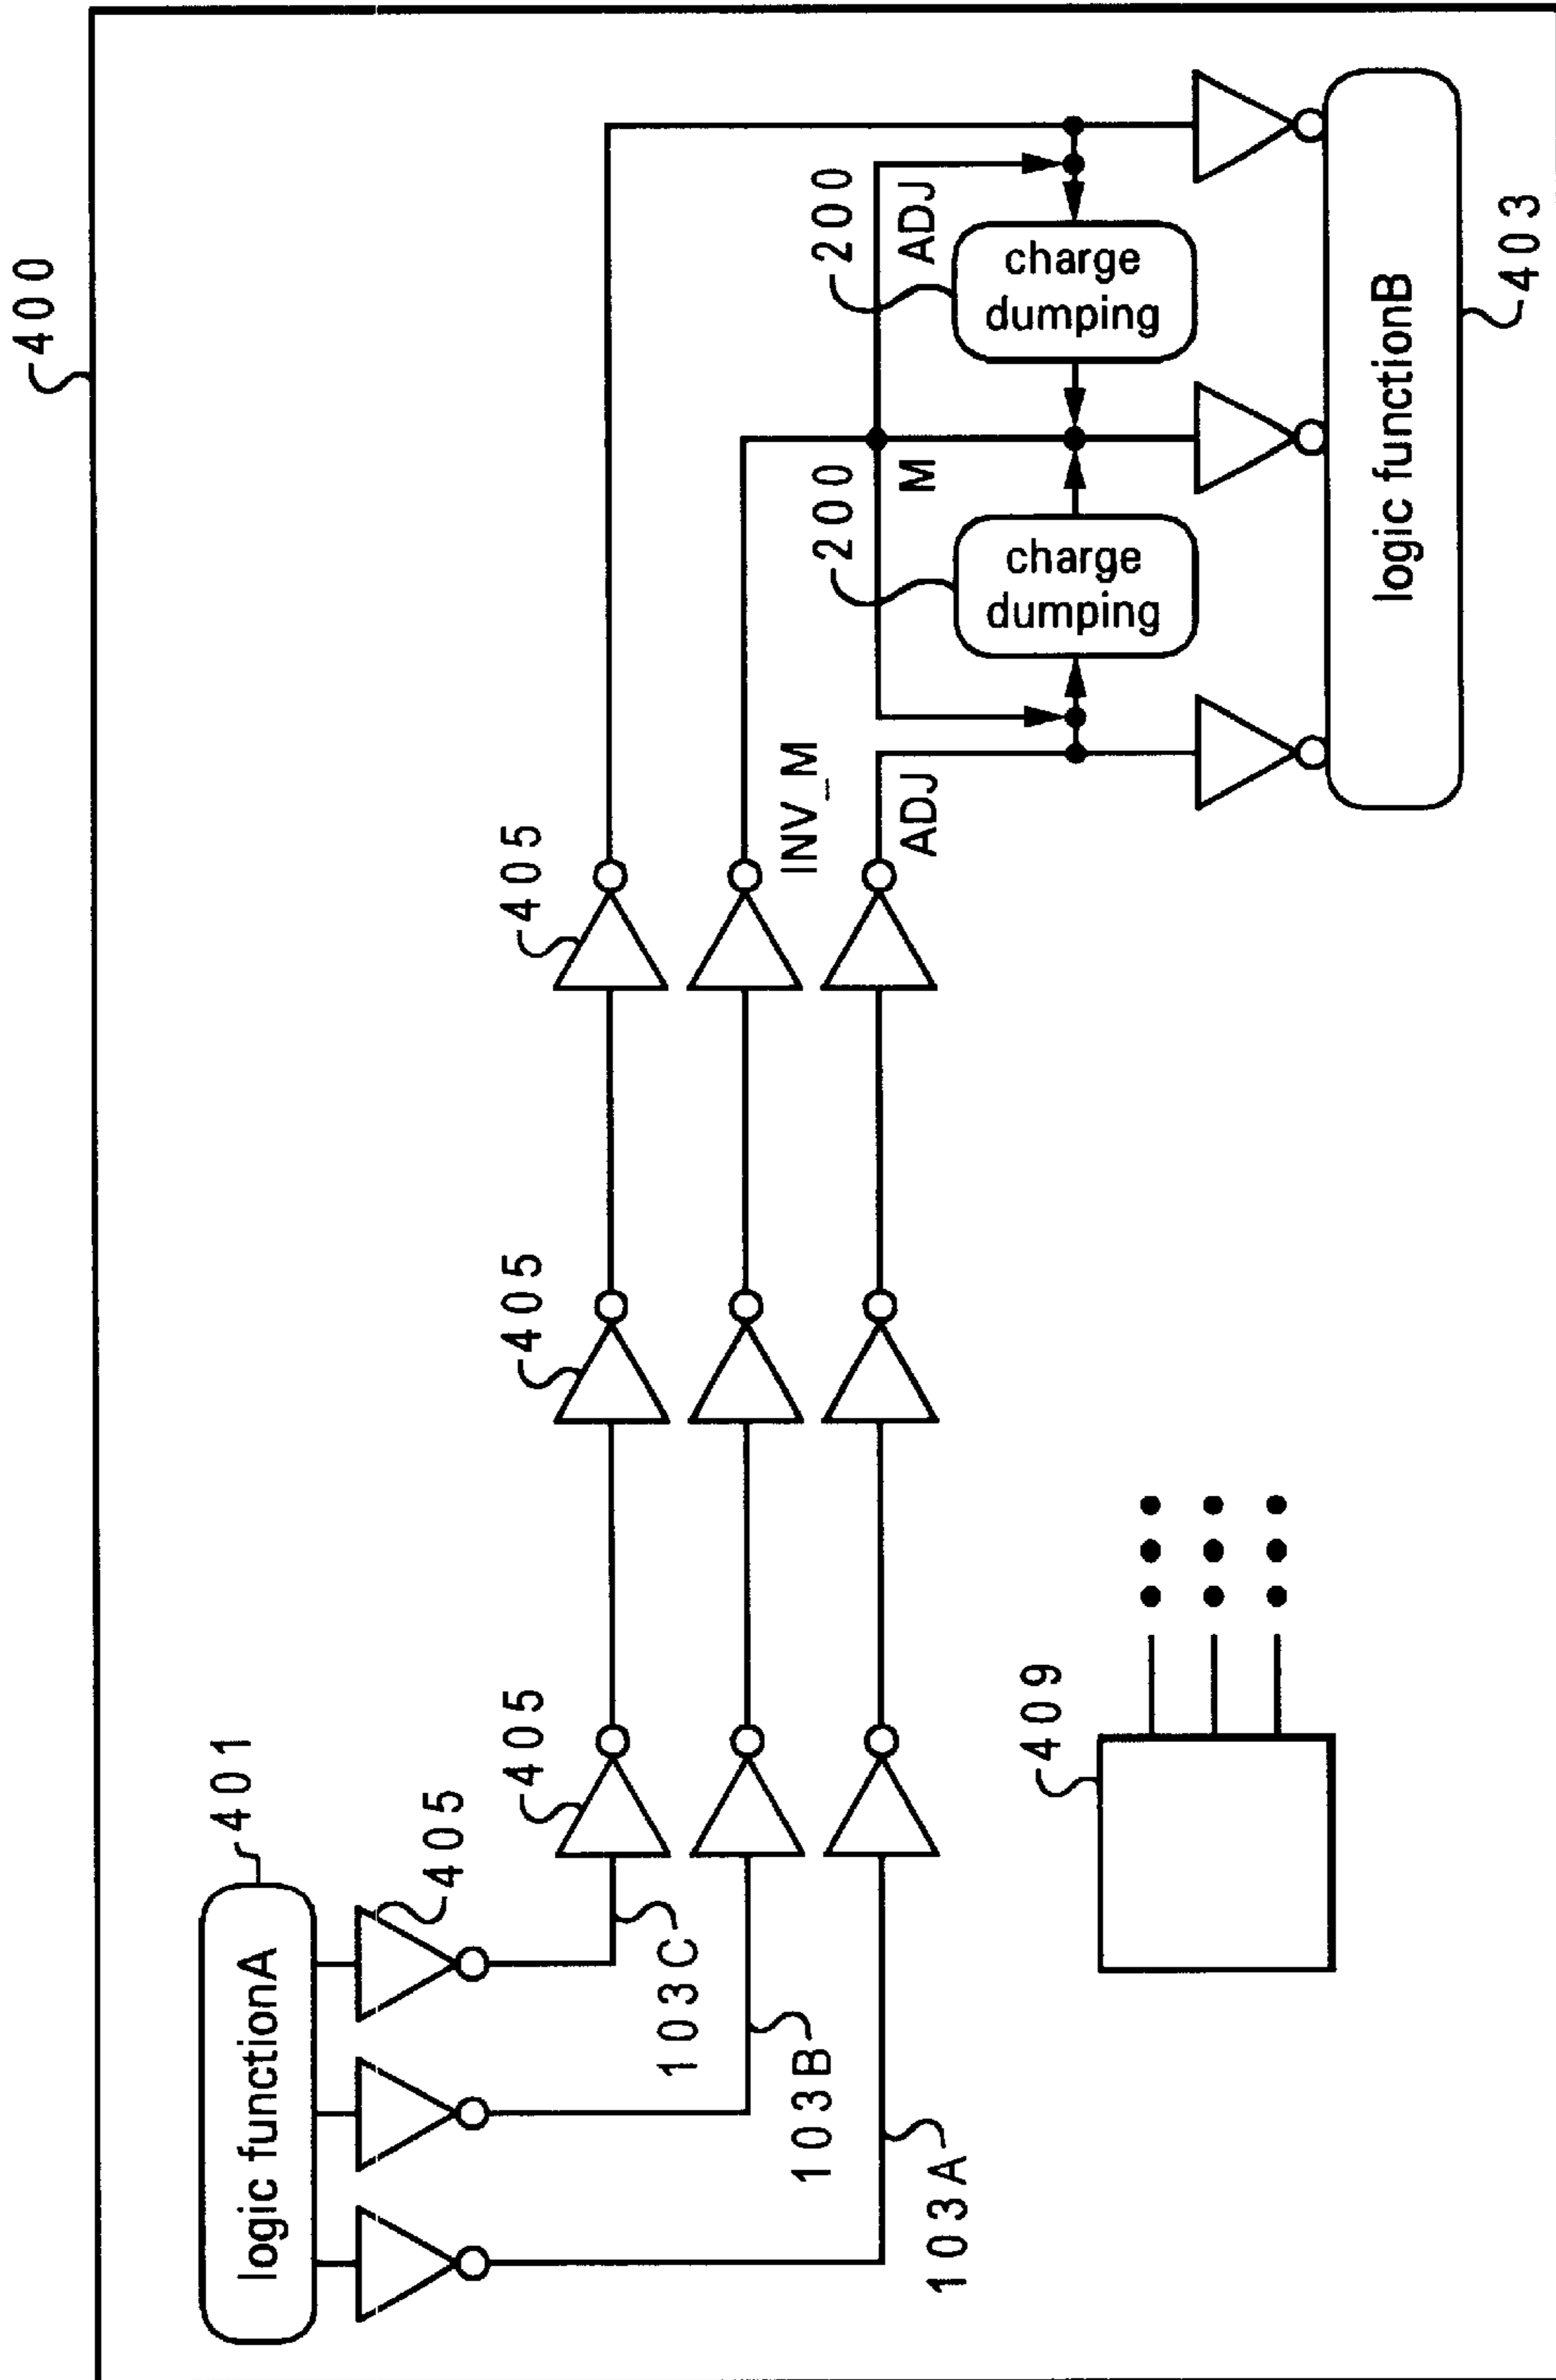 400
401
logic functionA
405
405
405
405
103C
103B
103A
INV_M
ADJ
200
200
ADJ
M
charge
dumping
charge
dumping
logic functionB
403
409